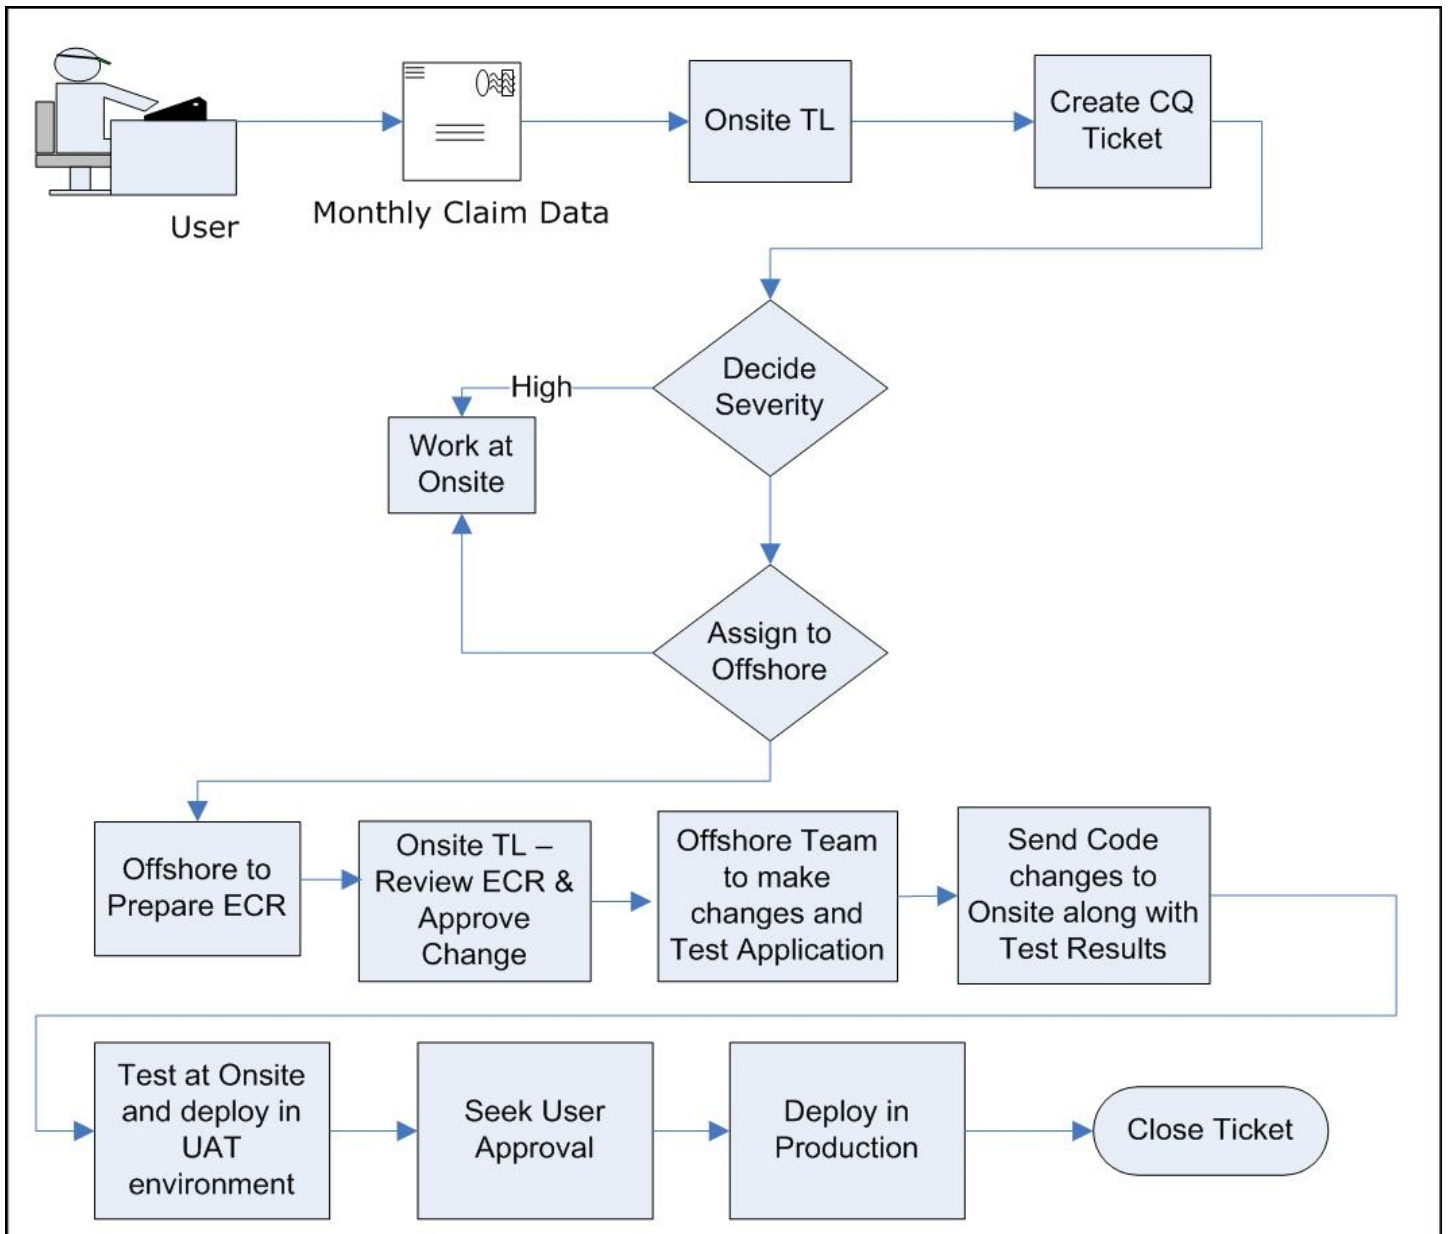 User
Monthly Claim Data
Onsite TL
Create CQ
Ticket
Decide
Severity
High
Work at
Onsite
Assign to
Offshore
Offshore to
Prepare ECR
Onsite TL –
Review ECR &
Approve
Change
Offshore Team
to make
changes and
Test Application
Send Code
changes to
Onsite along with
Test Results
Test at Onsite
and deploy in
UAT
environment
Seek User
Approval
Deploy in
Production
Close Ticket